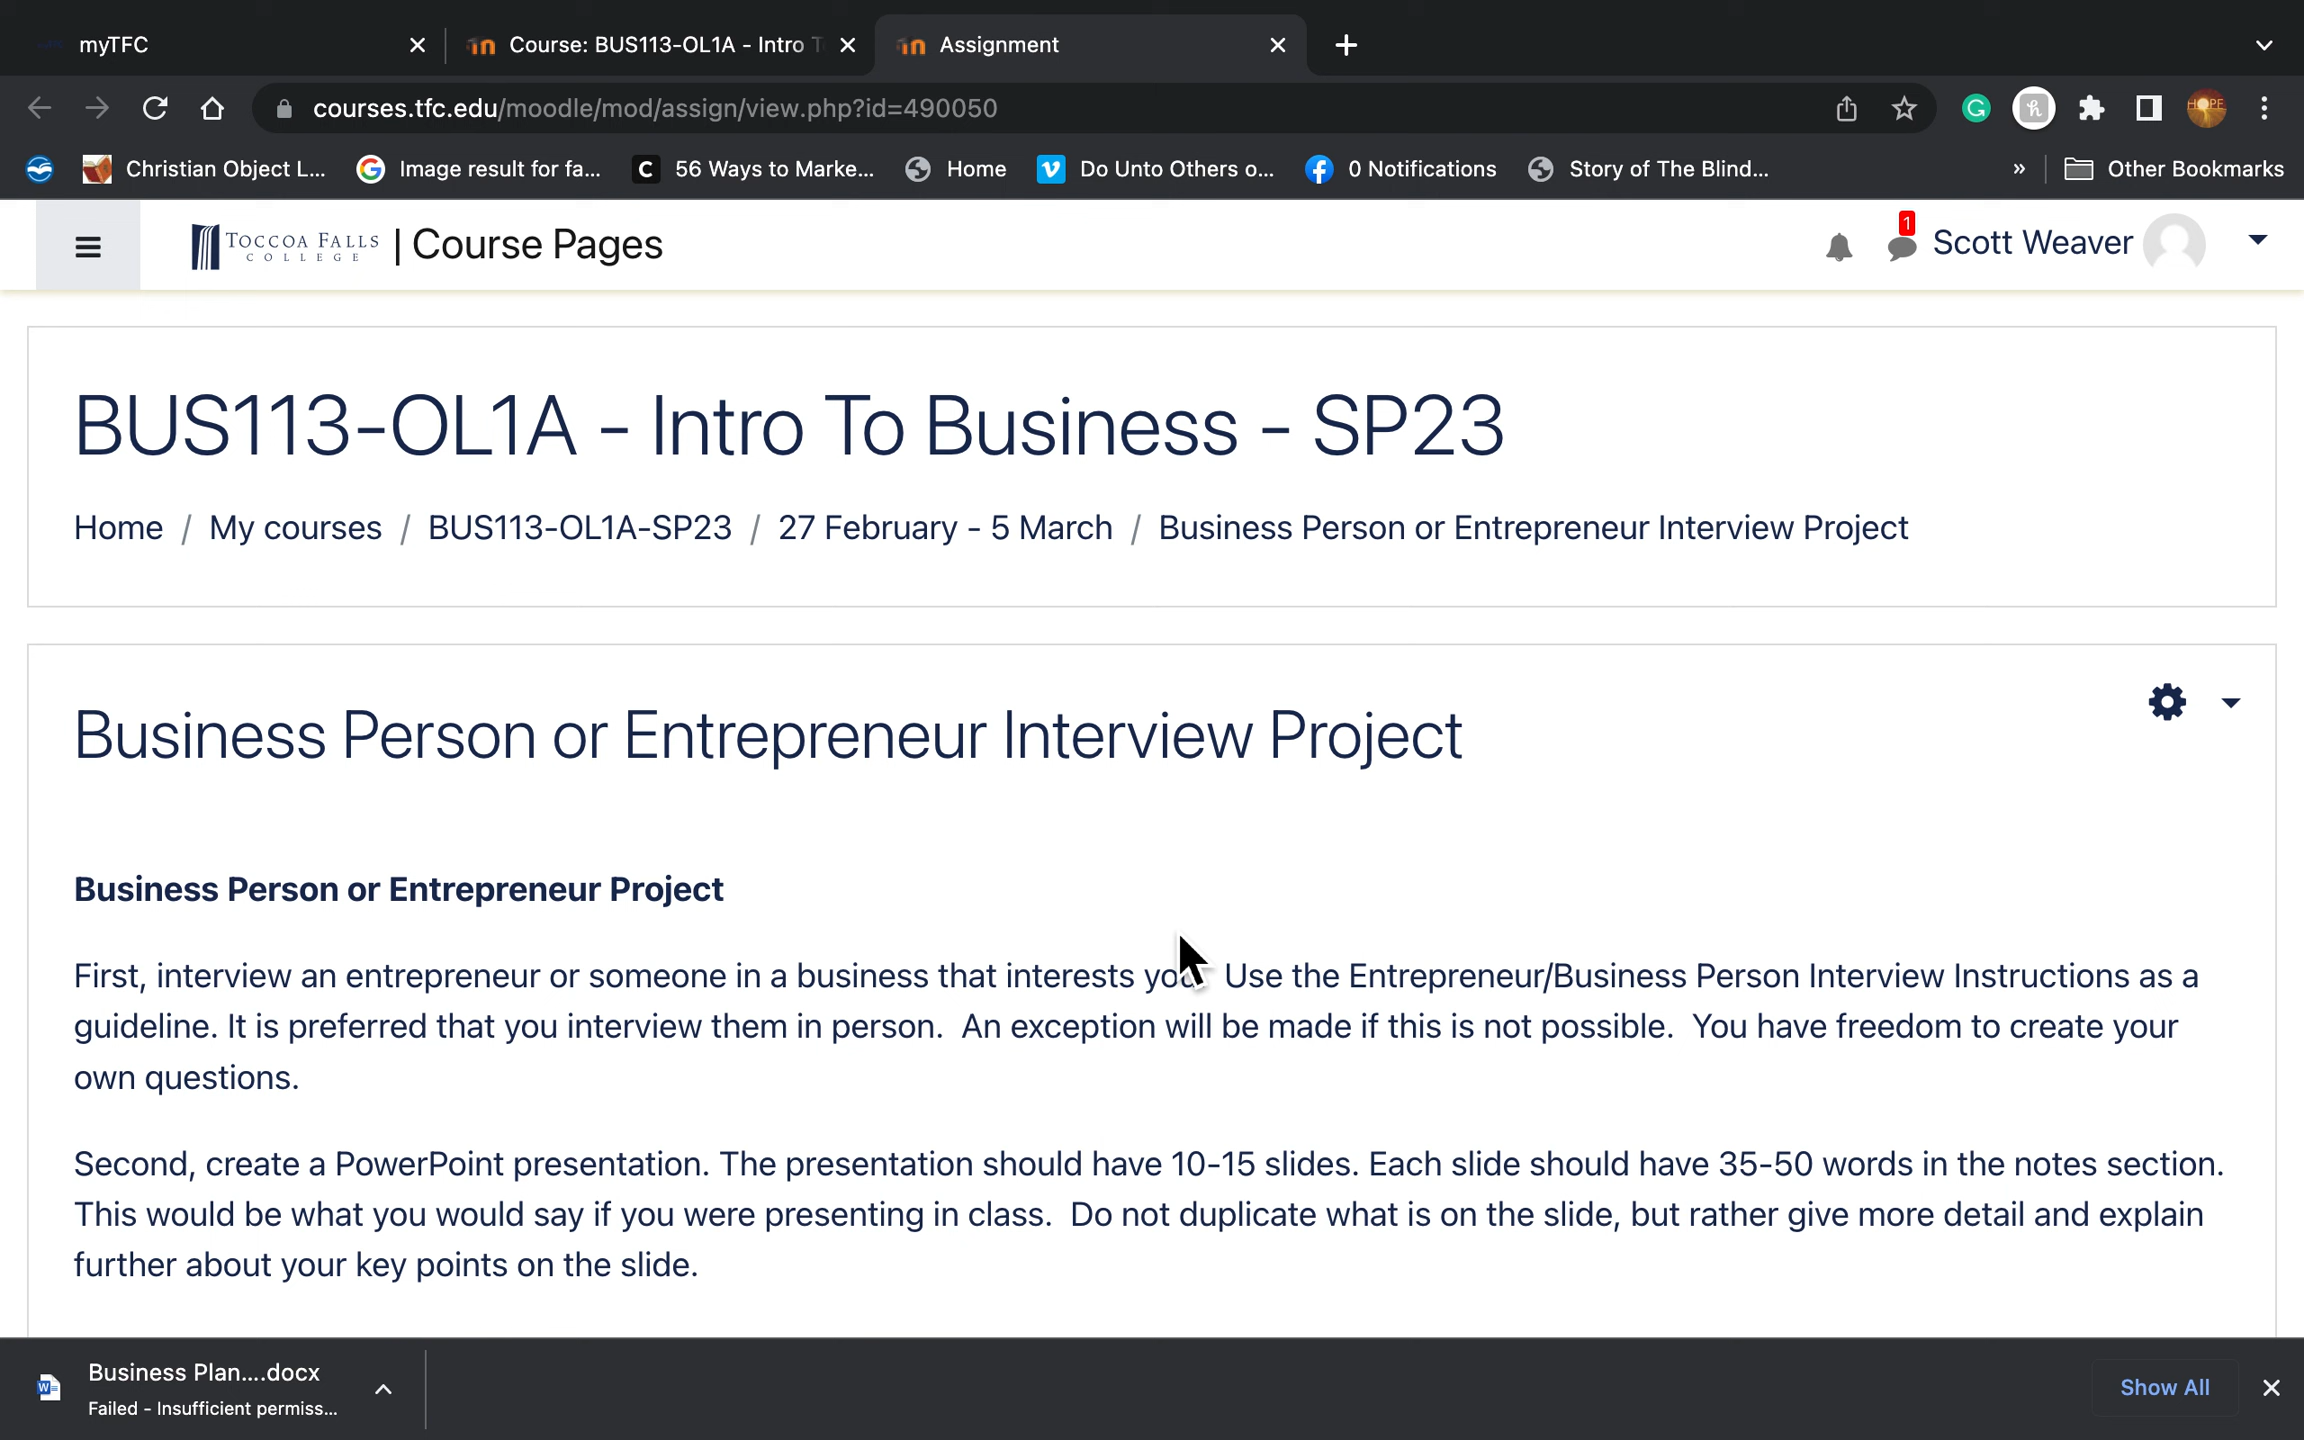 myTFC
Course: BUS113-OL1A - Intro T
Assignment
courses.tfc.edu/moodle/mod/assign/view.php?id=490050
Christian Object L...
Image result for fa...
56 Ways to Marke...
Home
Do Unto Others o...
0 Notifications
Story of The Blind...
»
Other Bookmarks
TOCCOA FALLS
COLLEGE
| Course Pages
1
Scott Weaver
BUS113-OL1A - Intro To Business - SP23
Home / My courses / BUS113-OL1A-SP23 / 27 February - 5 March / Business Person or Entrepreneur Interview Project
Business Person or Entrepreneur Interview Project
Business Person or Entrepreneur Project
First, interview an entrepreneur or someone in a business that interests you. Use the Entrepreneur/Business Person Interview Instructions as a
guideline. It is preferred that you interview them in person. An exception will be made if this is not possible. You have freedom to create your
own questions.
Second, create a PowerPoint presentation. The presentation should have 10-15 slides. Each slide should have 35-50 words in the notes section.
This would be what you would say if you were presenting in class. Do not duplicate what is on the slide, but rather give more detail and explain
further about your key points on the slide.
Business Plan....docx
Failed - Insufficient permiss...
Show All